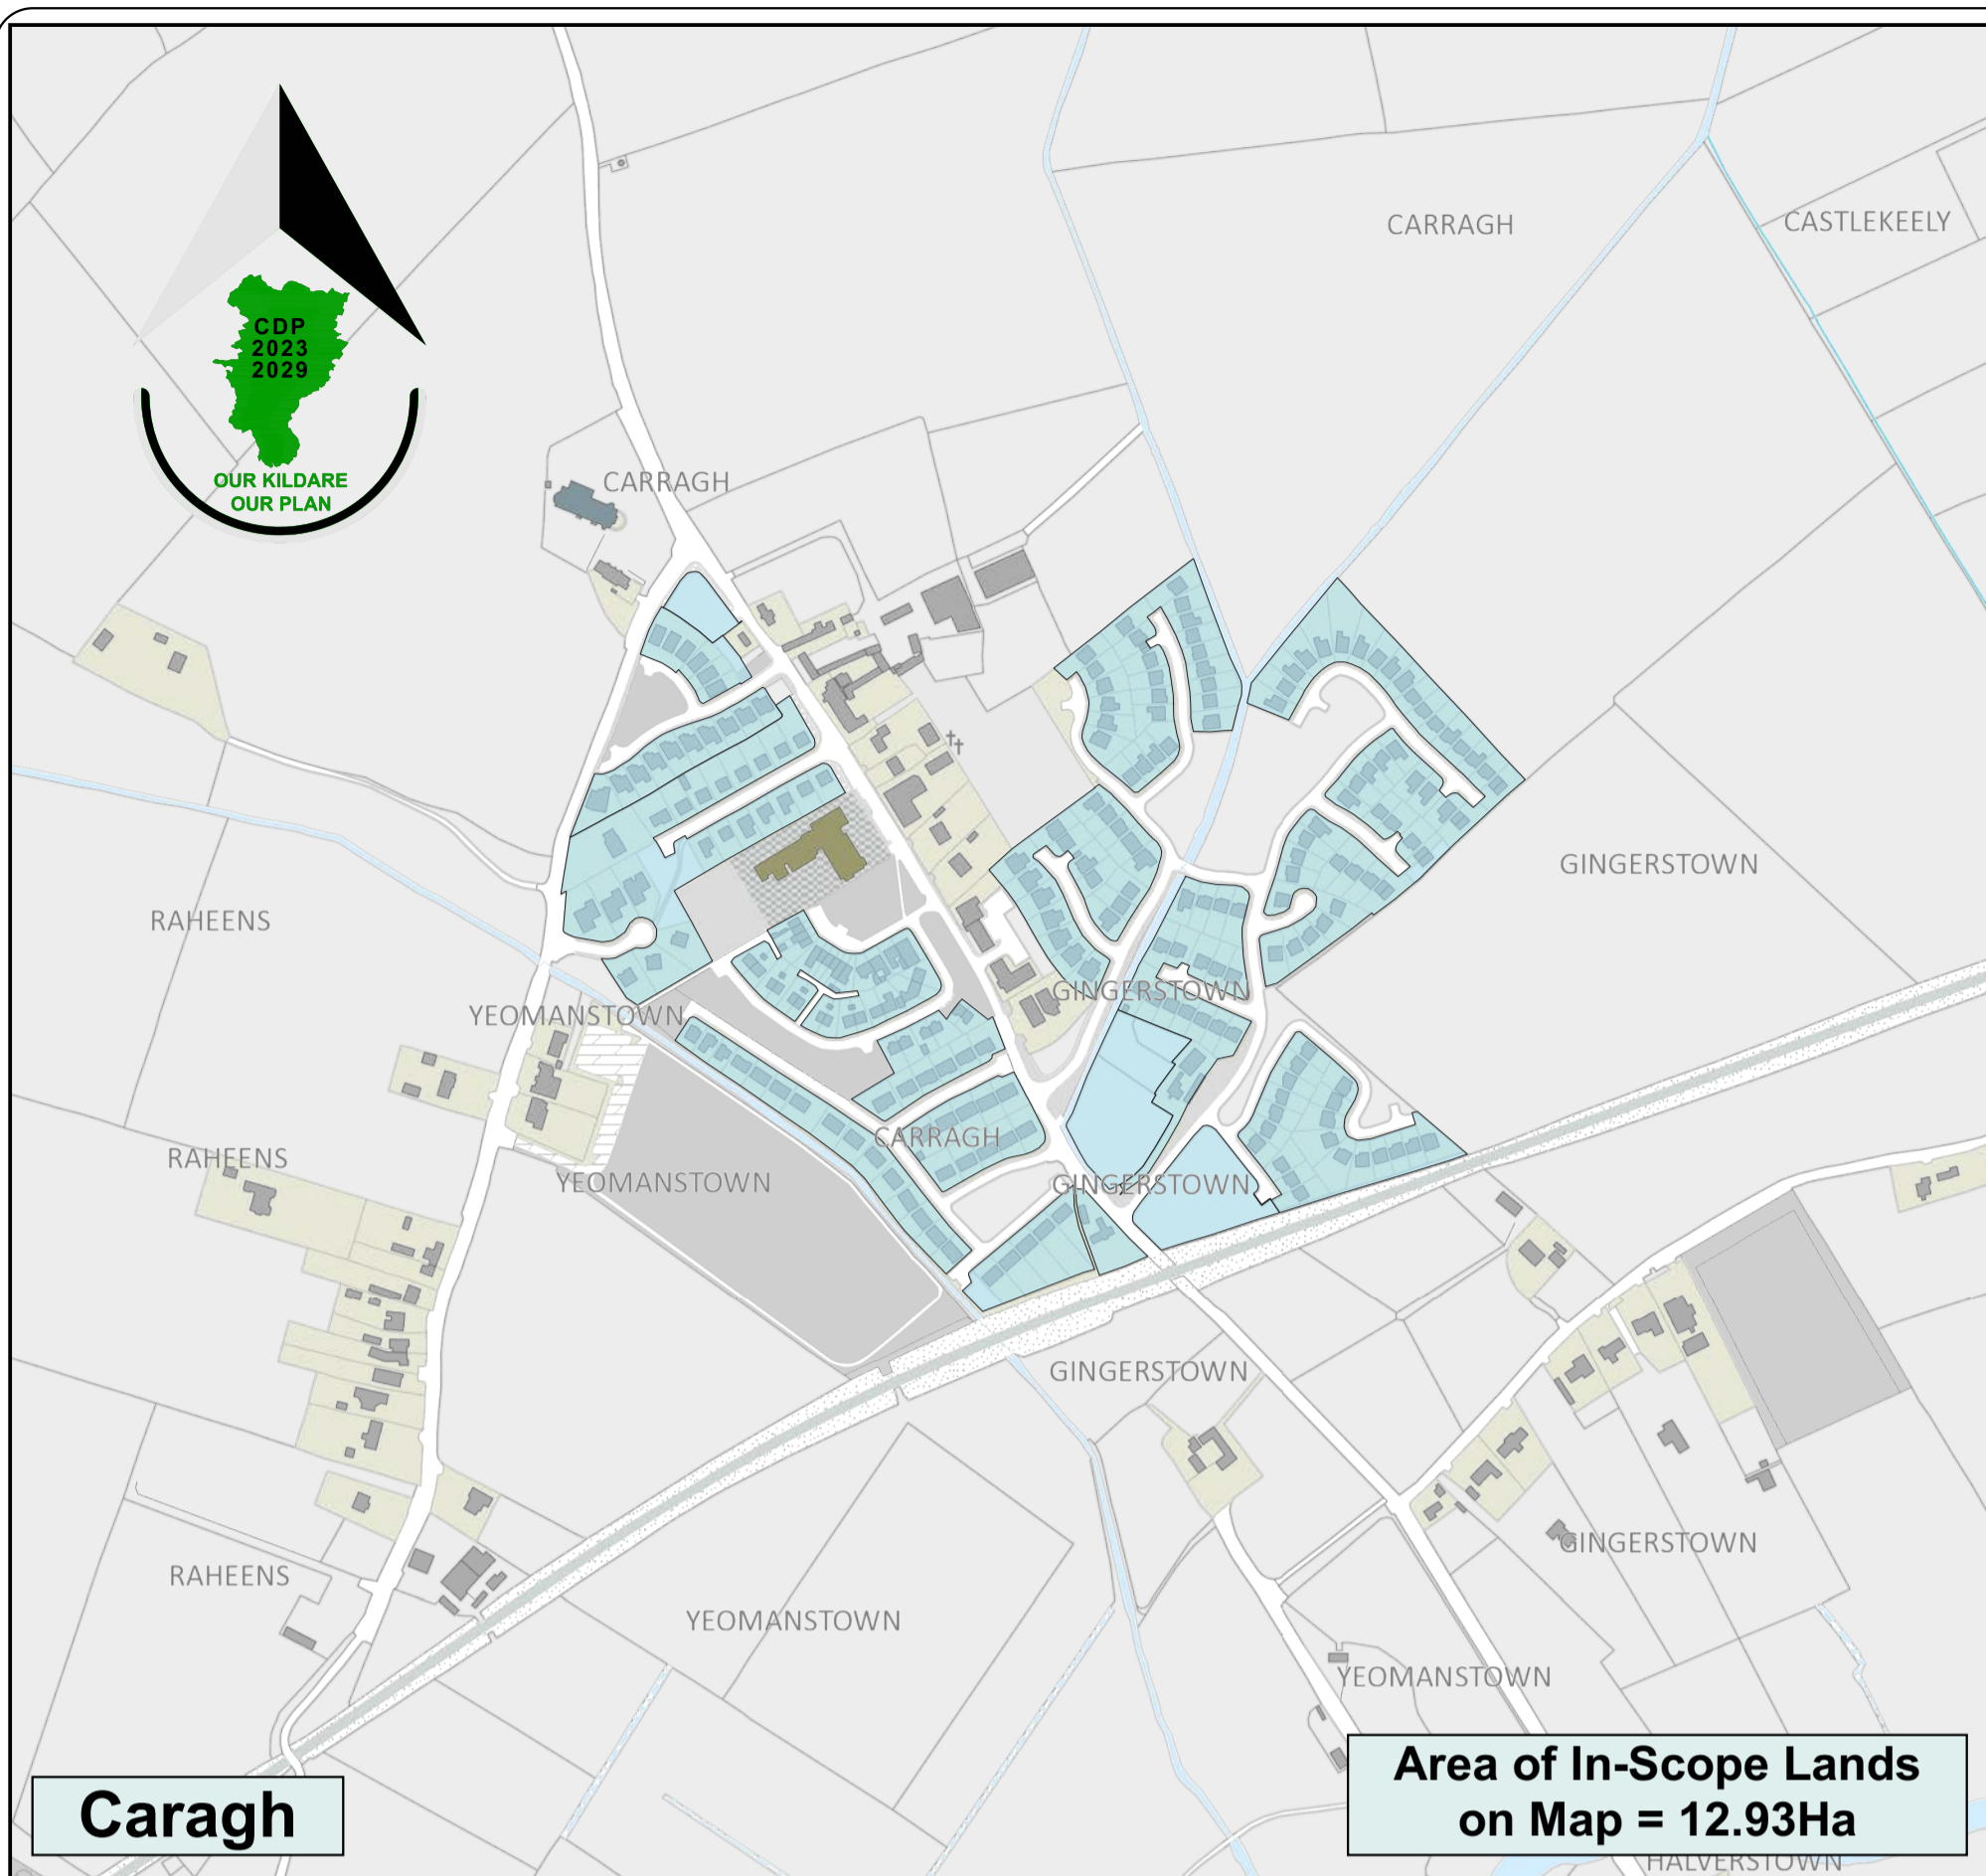 CARRAGH
CASTLEKEELY
CDP
2023
2029
OUR KILDARE
OUR PLAN
CARRAGH
GINGERSTOWN
RAHEENS
GINGERSTOWN
YEOMANSTOWN
CARRAGH
RAHEENS
YEOMANSTOWN
GINGERSTOWN
GINGERSTOWN
GINGERSTOWN
RAHEENS
YEOMANSTOWN
YEOMANSTOWN
Area of In-Scope Lands
on Map = 12.93Ha
Caragh
HALVERSTOWN